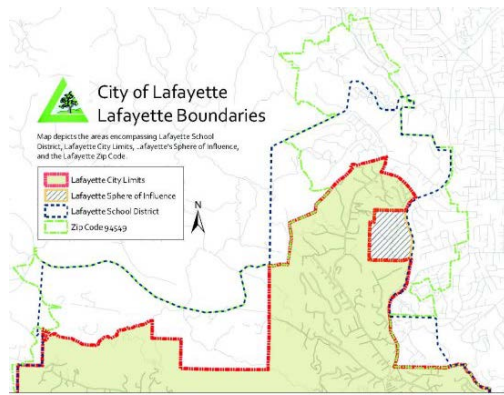 City of Lafayette
Lafayette Boundaries
Map depicts the areas encompassing Lafayette School
District, Lafayette City Limits, Lafayette's Sphere of Influence,
and the Lafayette Zip Code.
Lafayette City Limits
Lafayette Sphere of Influence
Lafayette School District
Zip Code 94549
N